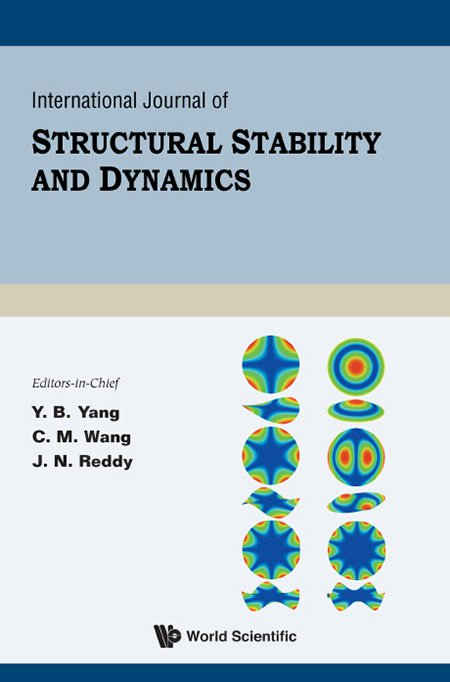 International Journal of
STRUCTURAL STABILITY
AND DYNAMICS
Editors-in-Chief
Y. B. Yang
C. M. Wang
J. N. Reddy
World Scientific